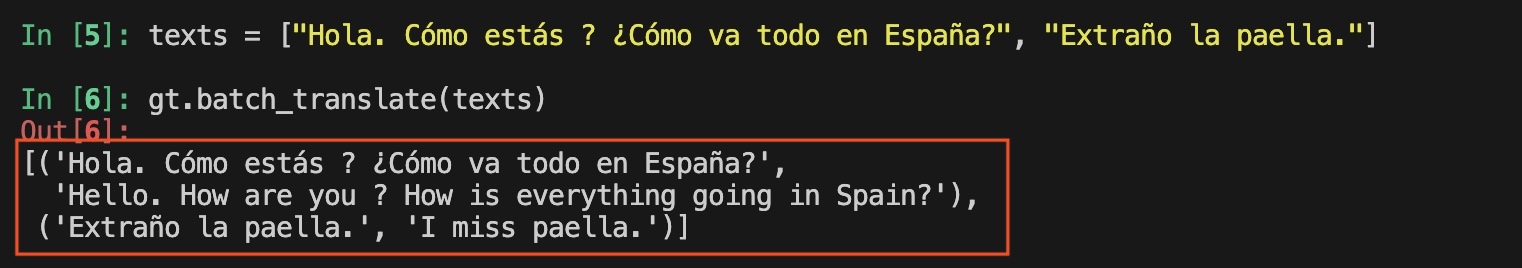 In [5]: texts = ["Hola. Cómo estás ? ¿Cómo va todo en España?", "Extraño la paella."]
In [6]: gt.batch_translate(texts)
Out[6]:
[('Hola. Cómo estás ? ¿Cómo va todo en España?',
'Hello. How are you ? How is everything going in Spain?'),
('Extraño la paella.', 'I miss paella.')]